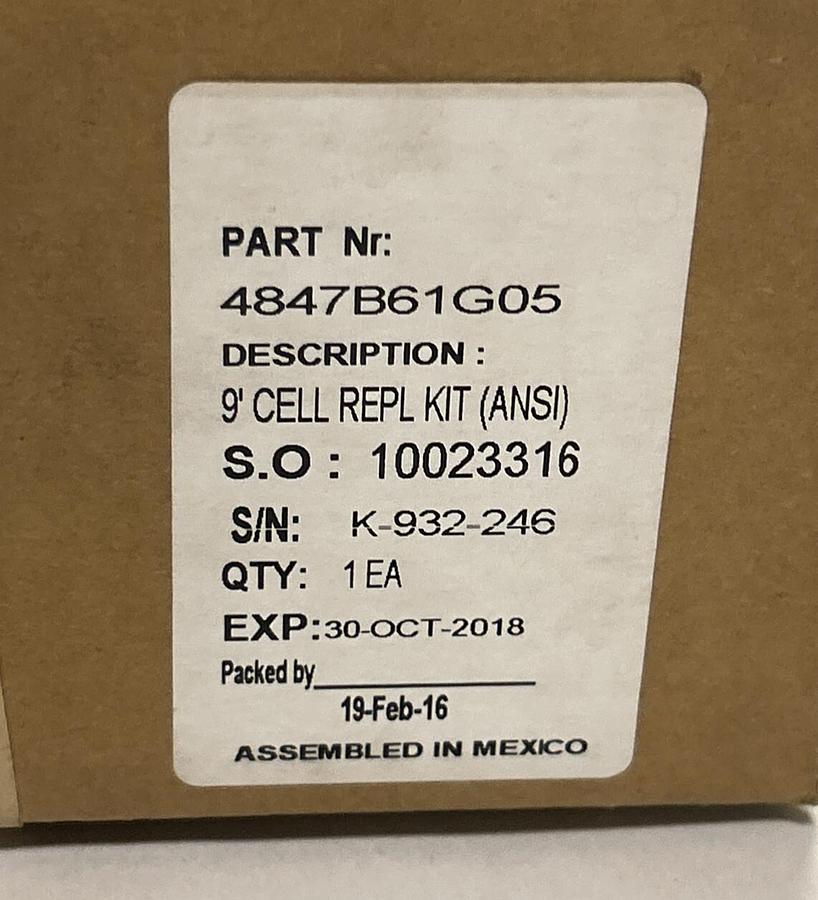 PART Nr:
4847B61G05
DESCRIPTION :
9' CELL REPL KIT (ANSI)
S.O : 10023316
S/N: K-932-246
QTY: 1 EA
EXP:30-OCT-2018
Packed by
19-Feb-16
ASSEMBLED IN MEXICO